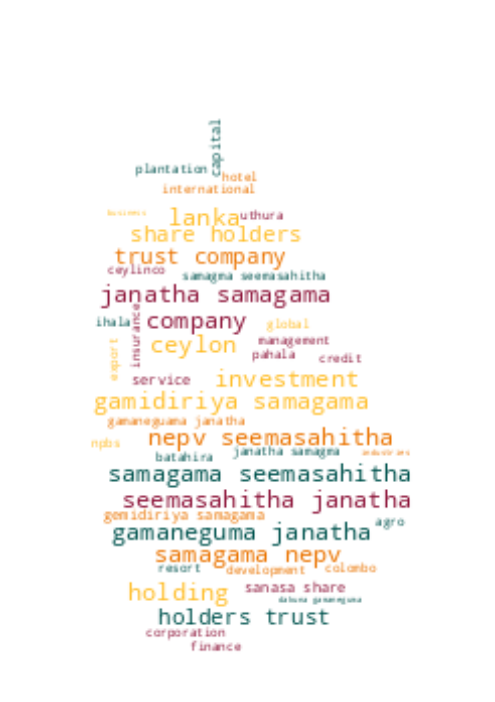 capital
plantation
hotel
international
business
lanka
uthura
share holders
trust company
ceylinco
samagma seemasahitha
janatha samagama
ihala
insurance
company
global
export
ceylon
management
pahala
credit
service
investment
gamidiriya samagama
gamaneguama janatha
npbs
nepv seemasahitha
batahira
janatha samagma
industries
samagama seemasahitha
seemasahitha janatha
gemidiriya samagama
agro
gamaneguma janatha
samagama nepv
resort
development
colombo
holding
sanasa share
dakuna gamaneguma
holders trust
corporation
finance